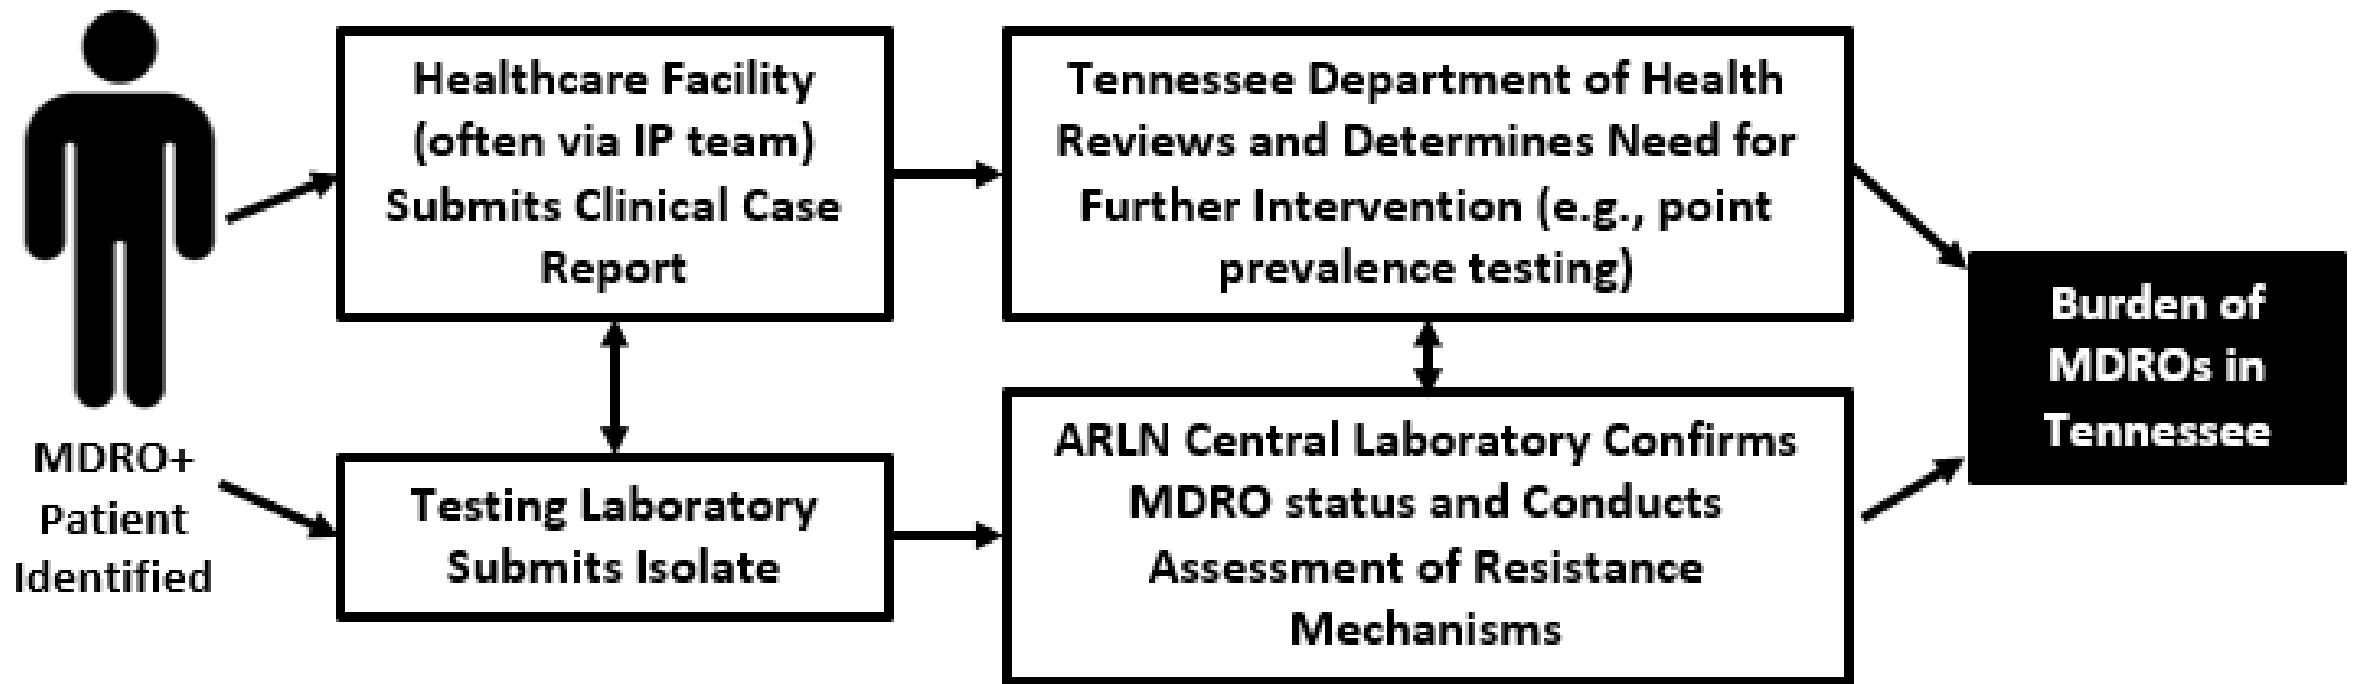 MDRO+
Patient
Identified
Healthcare Facility
(often via IP team)
Submits Clinical Case
Report
Testing Laboratory
Submits Isolate
Tennessee Department of Health
Reviews and Determines Need for
Further Intervention (e.g., point
prevalence testing)
ARLN Central Laboratory Confirms
MDRO status and Conducts
Assessment of Resistance
Mechanisms
Burden of
MDROs in
Tennessee